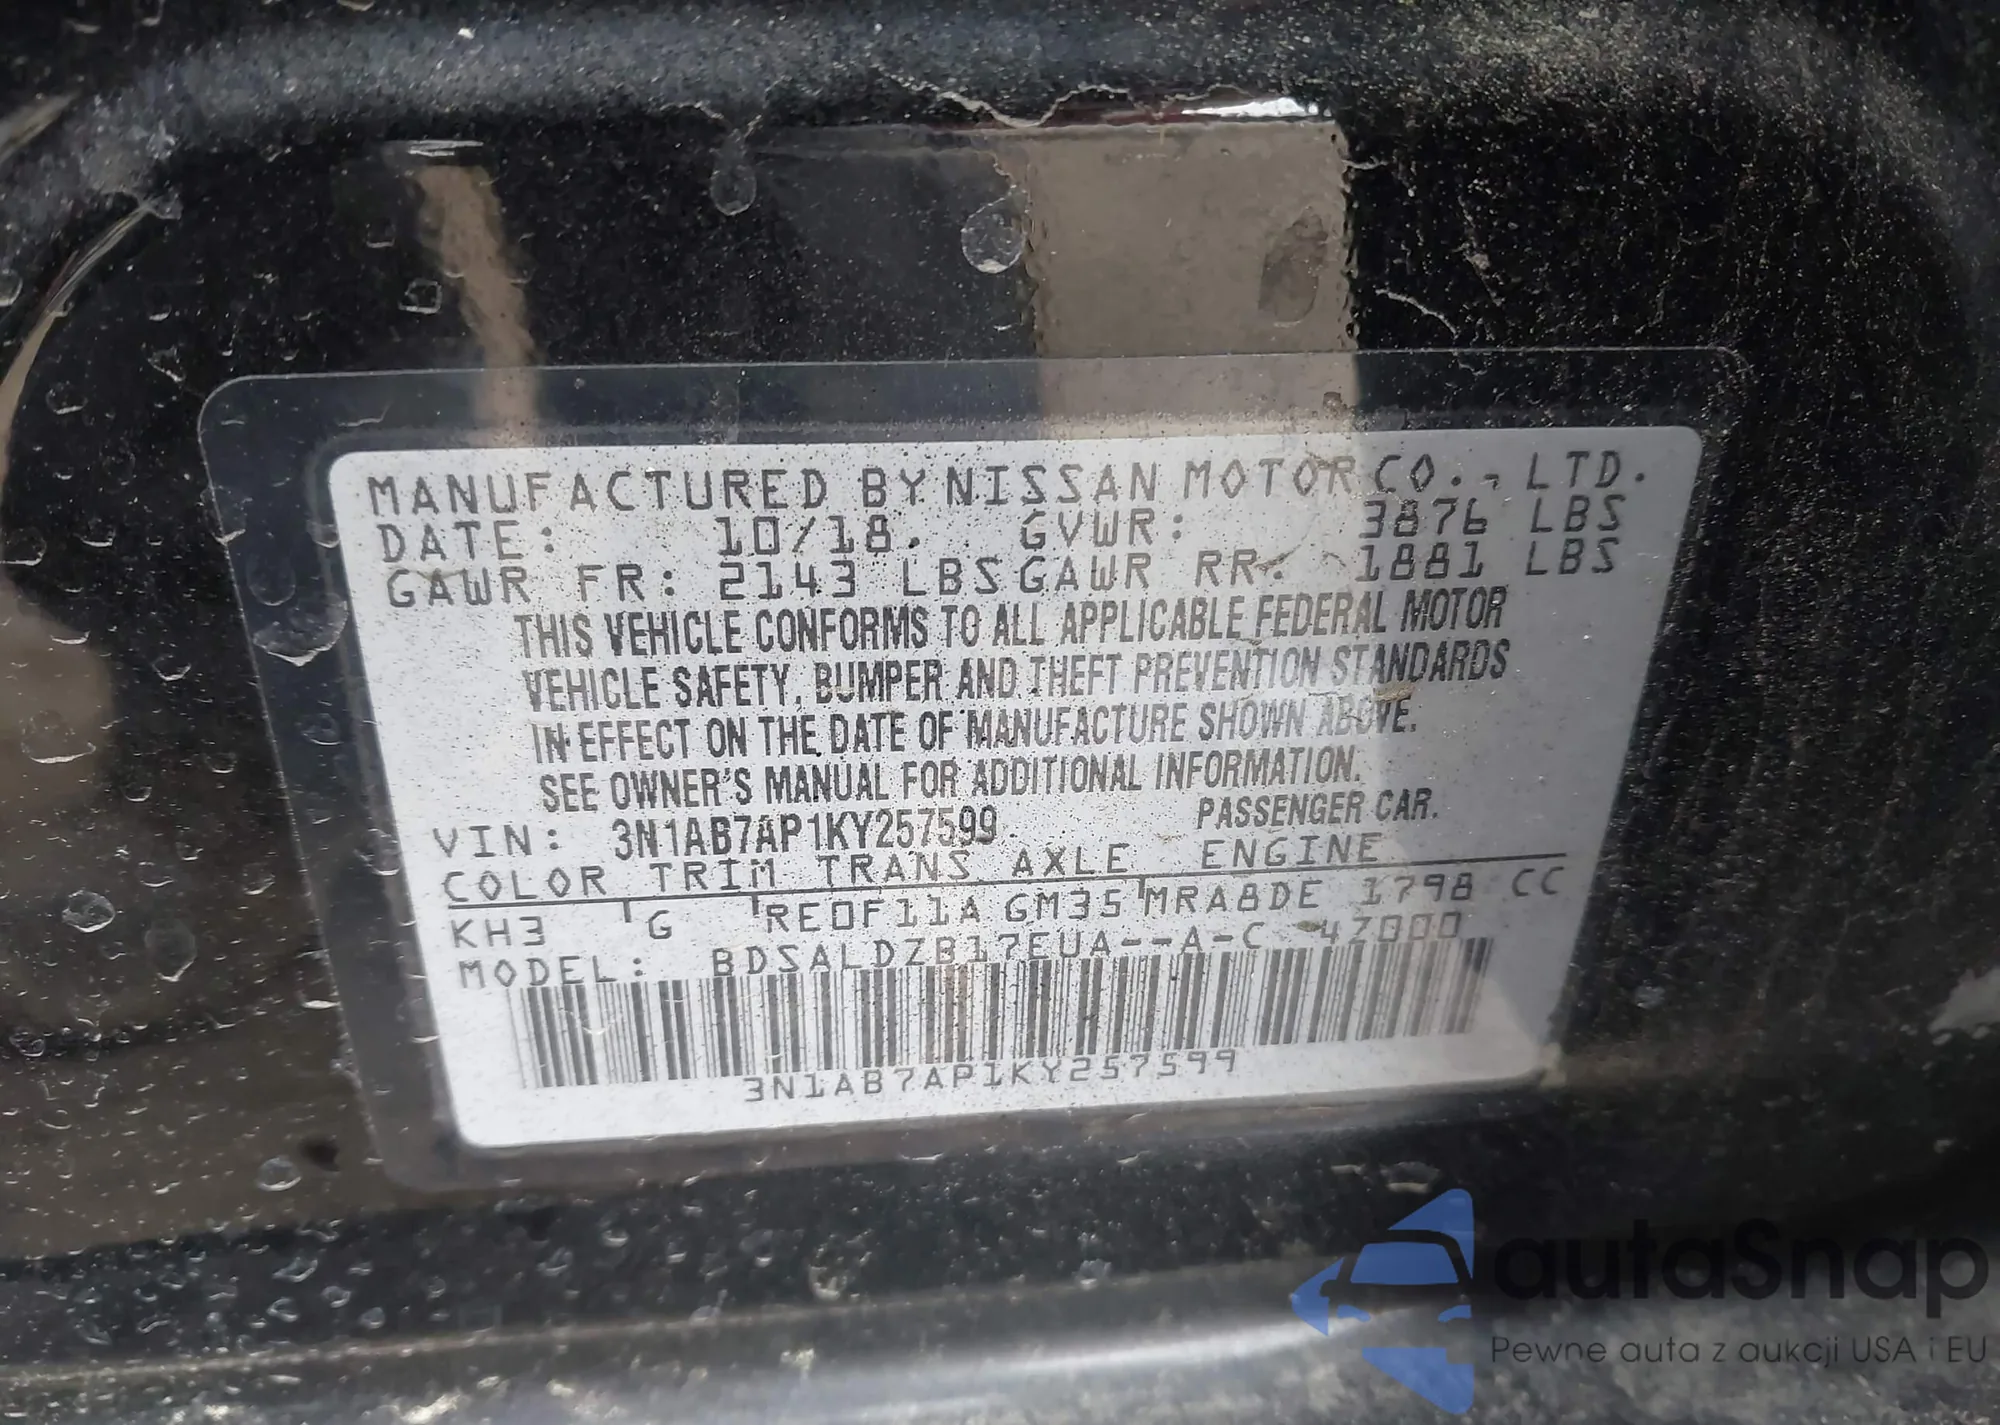 MANUFACTURED BY NISSAN MOTOR CO., LTD.
DATE: 10/18. GVWR: 3876 LBS
GAWR FR: 2143 LBS GAWR RR: 1881 LBS
THIS VEHICLE CONFORMS TO ALL APPLICABLE FEDERAL MOTOR
VEHICLE SAFETY, BUMPER AND THEFT PREVENTION STANDARDS
IN EFFECT ON THE DATE OF MANUFACTURE SHOWN ABOVE.
SEE OWNER'S MANUAL FOR ADDITIONAL INFORMATION.
VIN: 3N1AB7AP1KY257599 PASSENGER CAR.
COLOR TRIM TRANS AXLE ENGINE
KH3 G RE0F11A GM35 MRA8DE 1798 CC
MODEL: BDSALDZB17EUA--A-C 47000
3N1AB7AP1KY257599
autaSnap
Pewne auta z aukcji USA i EU